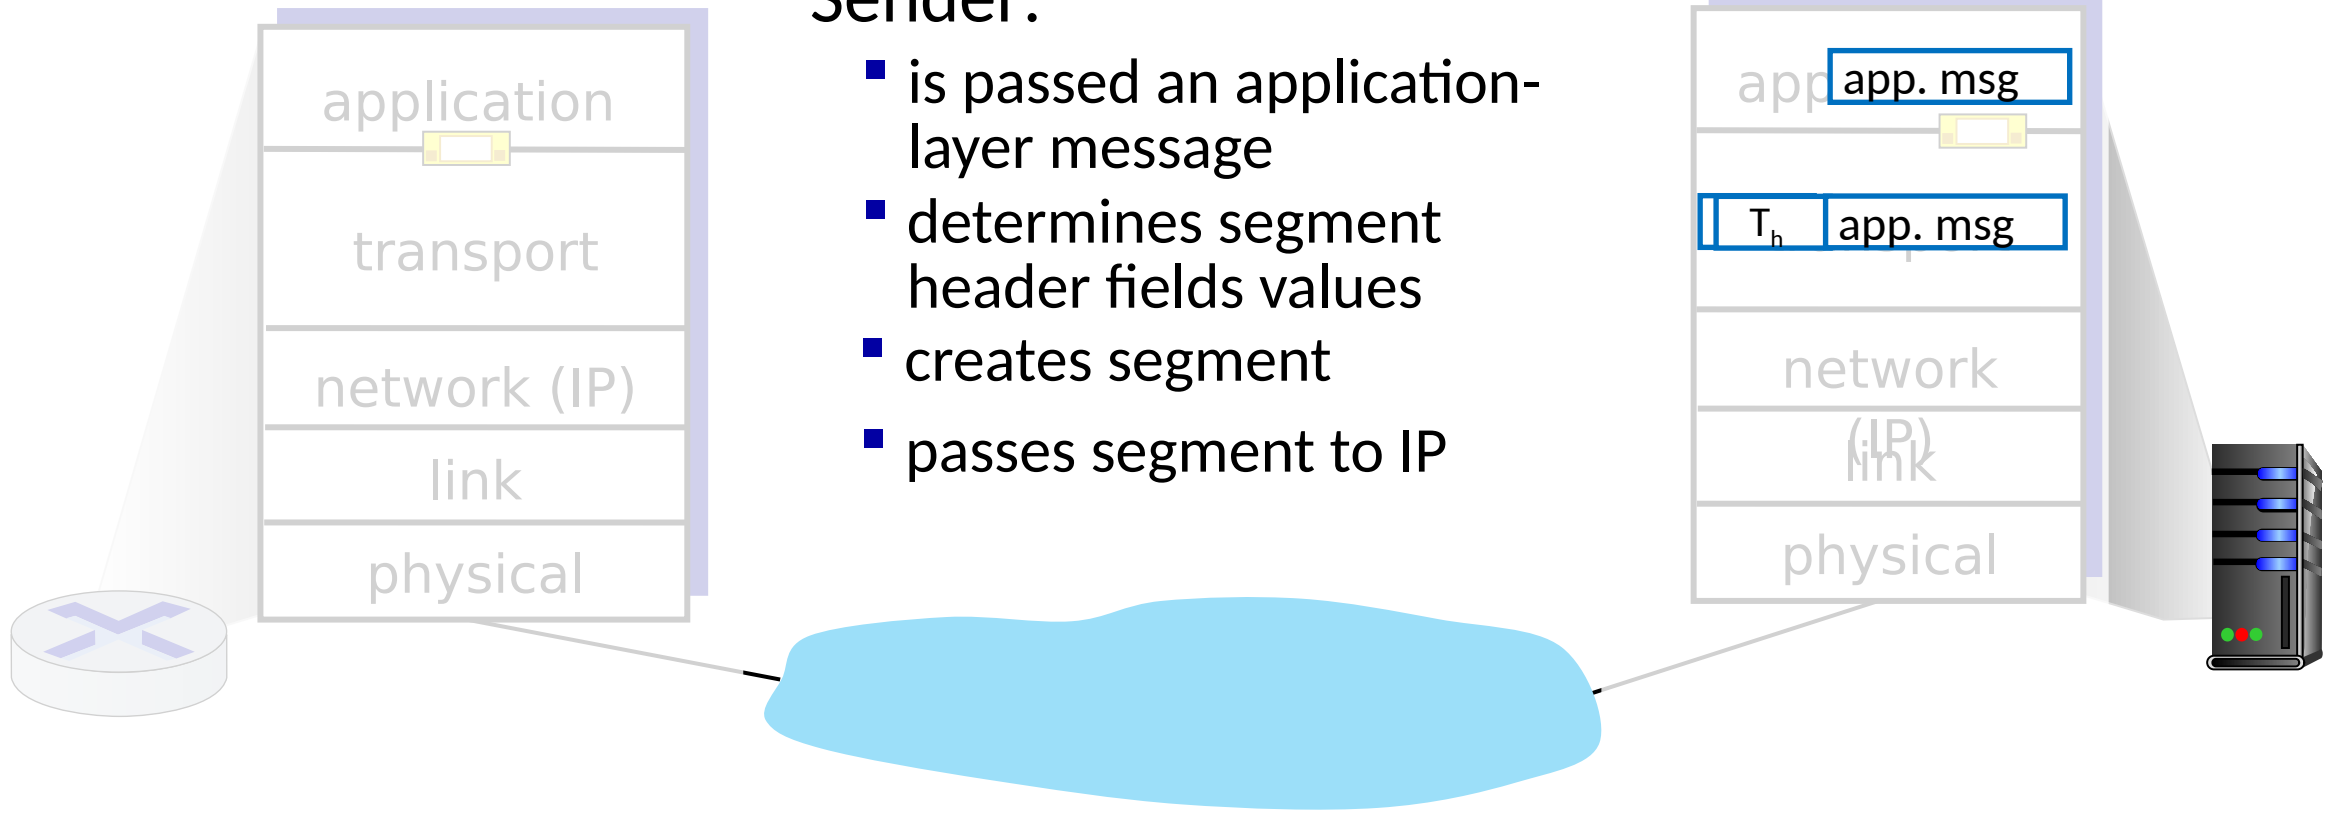 Sender:
is passed an application-
layer message
determines segment
header fields values
creates segment
passes segment to IP
application
transport
network (IP)
link
physical
app
app. msg
Th app. msg
network
(IP)
link
physical